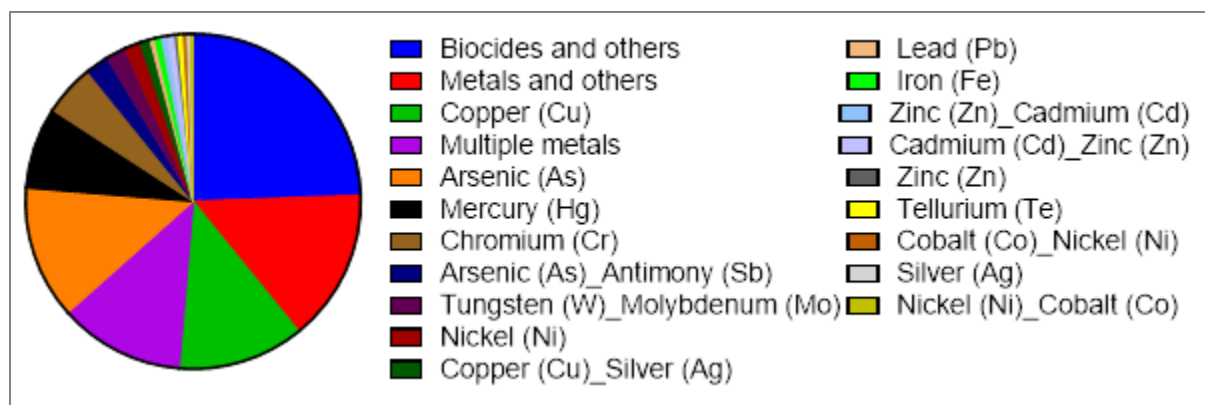 Biocides and others
Metals and others
Copper (Cu)
Multiple metals
Arsenic (As)
Mercury (Hg)
Chromium (Cr)
Arsenic (As)_Antimony (Sb)
Tungsten (W)_Molybdenum (Mo)
Nickel (Ni)
Copper (Cu)_Silver (Ag)
Lead (Pb)
Iron (Fe)
Zinc (Zn)_Cadmium (Cd)
Cadmium (Cd)_Zinc (Zn)
Zinc (Zn)
Tellurium (Te)
Cobalt (Co)_Nickel (Ni)
Silver (Ag)
Nickel (Ni)_Cobalt (Co)